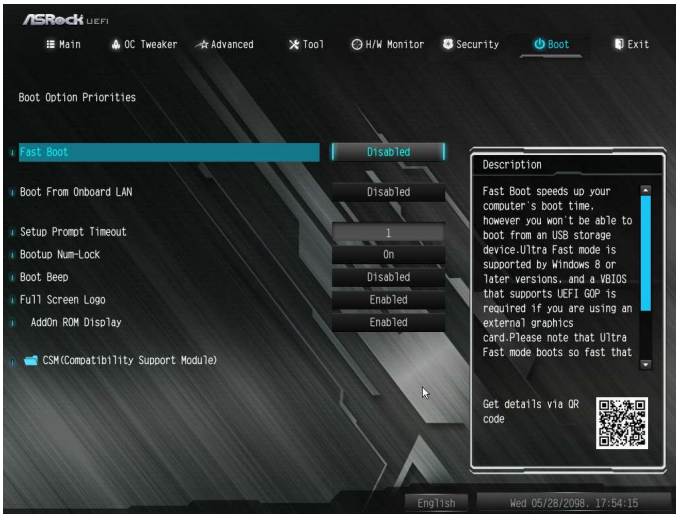 ASRock UEFI
Main OC Tweaker Advanced Tool H/W Monitor Security Boot Exit
Boot Option Priorities
Fast Boot Disabled
Boot From Onboard LAN Disabled
Setup Prompt Timeout 1
Bootup Num-Lock On
Boot Beep Disabled
Full Screen Logo Enabled
AddOn ROM Display Enabled
CSM(Compatibility Support Module)
Description
Fast Boot speeds up your
computer's boot time,
however you won't be able to
boot from an USB storage
device.Ultra Fast mode is
supported by Windows 8 or
later versions, and a VBIOS
that supports UEFI GOP is
required if you are using an
external graphics
card.Please note that Ultra
Fast mode boots so fast that
Get details via QR
code
English Wed 05/28/2098, 17:54:15